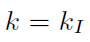 k = k_I